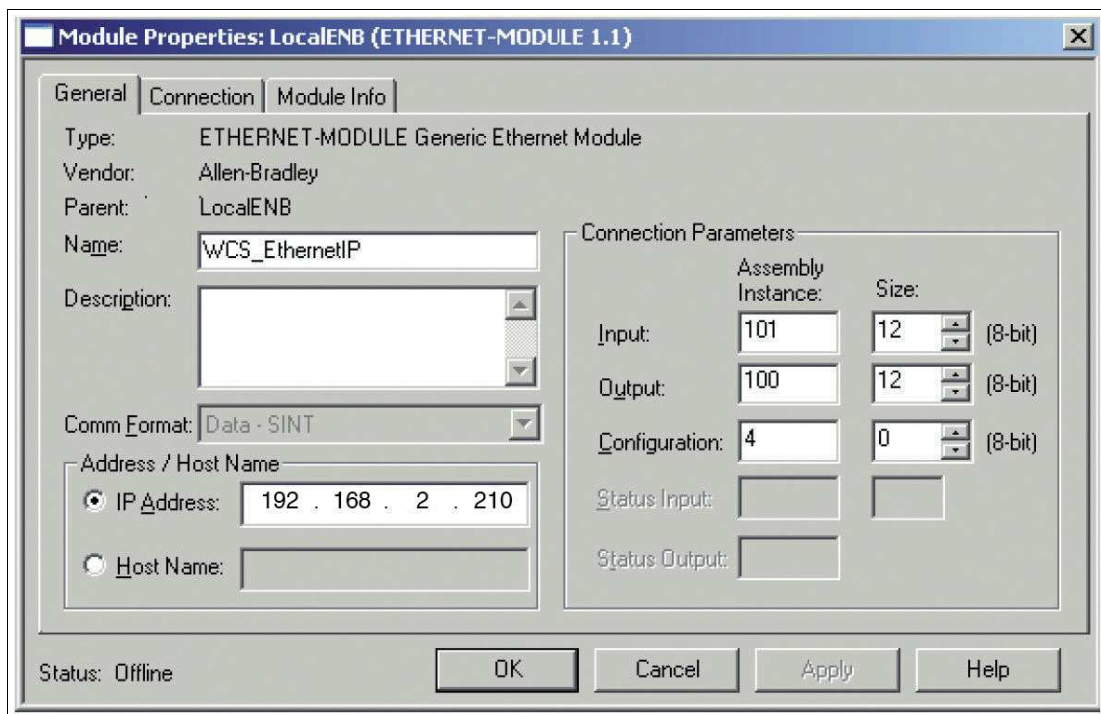 Module Properties: LocalENB (ETHERNET-MODULE 1.1)
General Connection Module Info
Type: ETHERNET-MODULE Generic Ethernet Module
Vendor: Allen-Bradley
Parent: LocalENB
Name: WCS_EthernetIP
Description:
Comm Format: Data - SINT
Address / Host Name
IP Address: 192 . 168 . 2 . 210
Host Name:
Connection Parameters
Assembly
Instance: Size:
Input: 101 12 (8-bit)
Output: 100 12 (8-bit)
Configuration: 4 0 (8-bit)
Status Input:
Status Output:
Status: Offline OK Cancel Apply Help